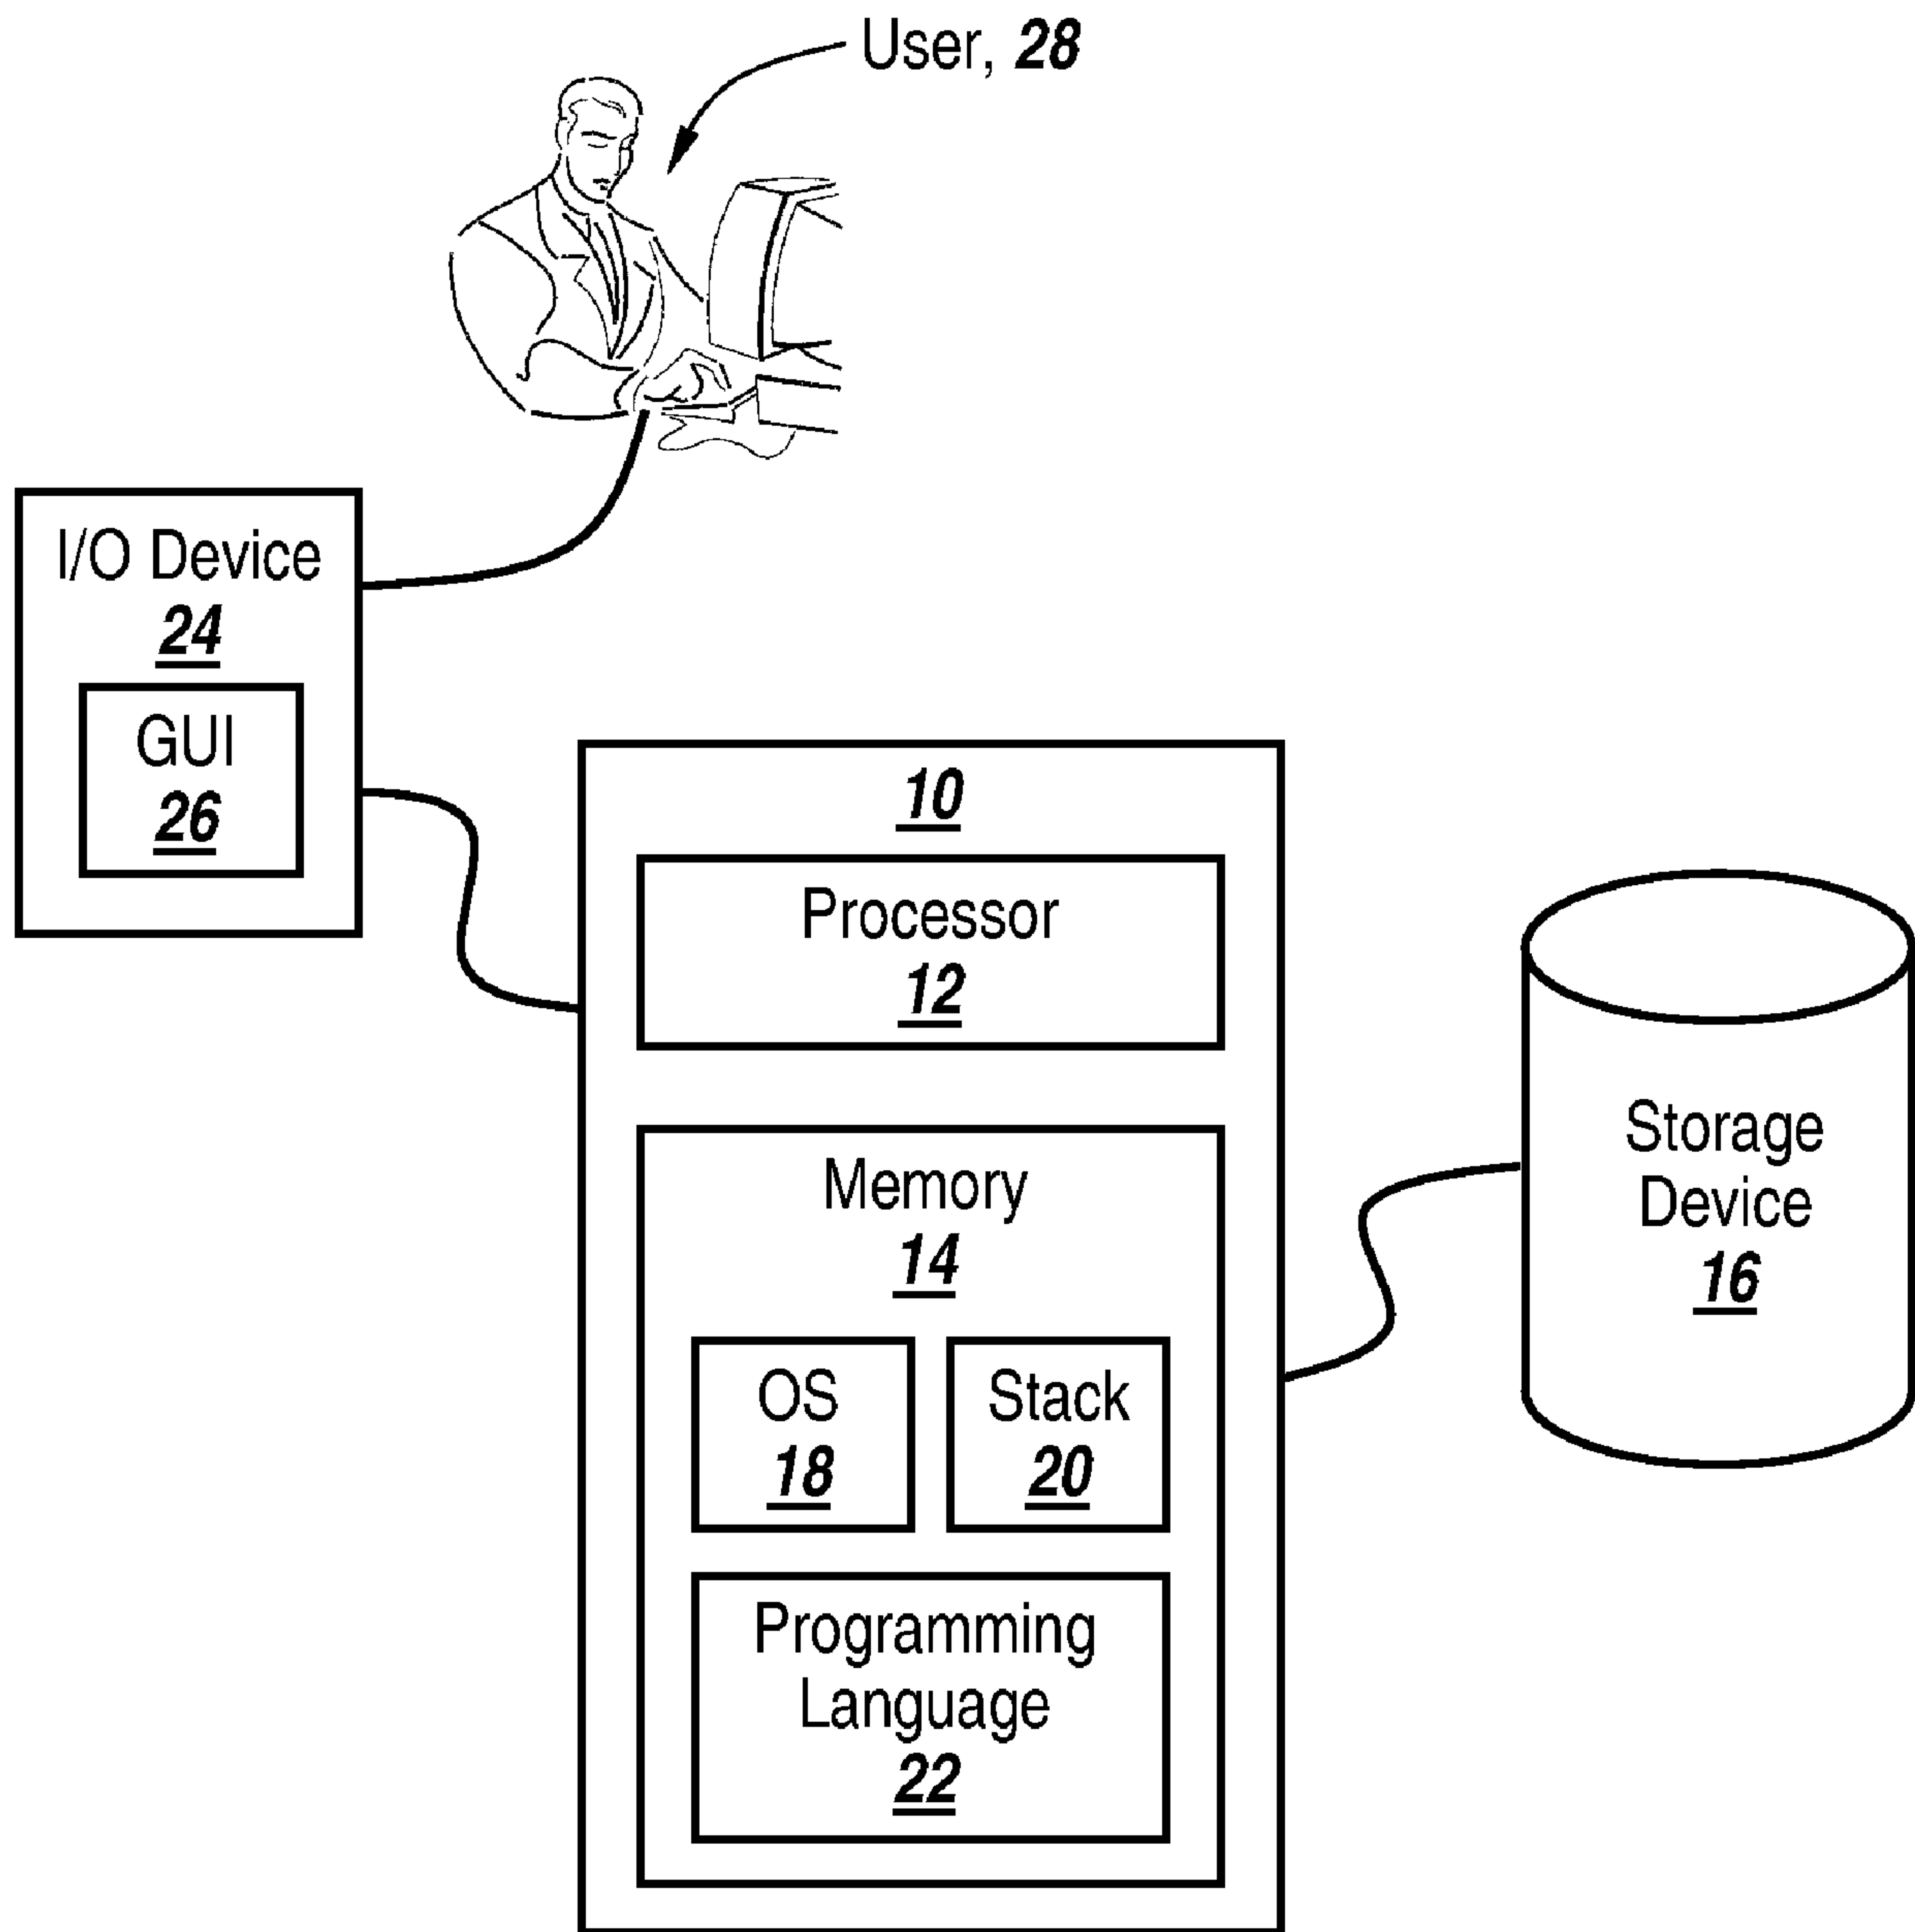 User, 28
I/O Device
24
GUI
26
10
Processor
12
Memory
14
OS
18
Stack
20
Programming
Language
22
Storage
Device
16